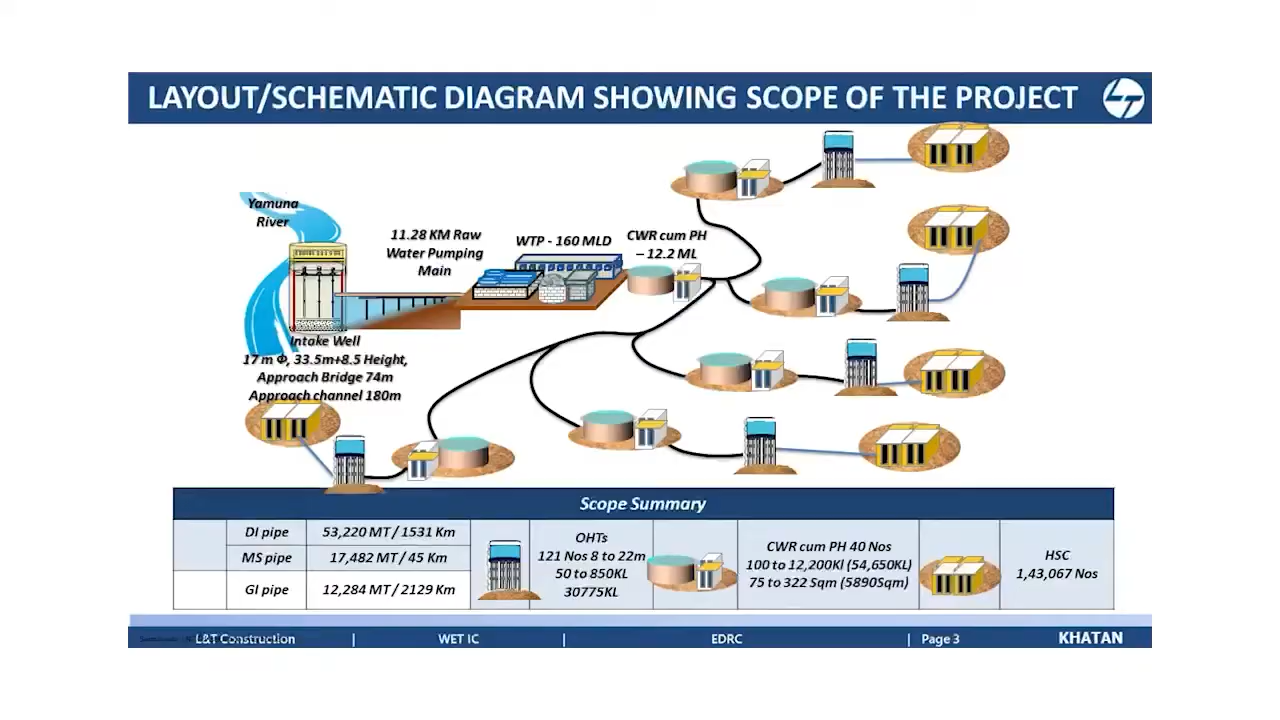 LAYOUT/SCHEMATIC DIAGRAM SHOWING SCOPE OF THE PROJECT
Yamuna
River
11.28 KM Raw
Water Pumping
Main
WTP - 160 MLD
CWR cum PH
– 12.2 ML
Intake Well
17 m Φ, 33.5m+8.5 Height,
Approach Bridge 74m
Approach channel 180m
Scope Summary
DI pipe 53,220 MT / 1531 Km
MS pipe 17,482 MT / 45 Km
GI pipe 12,284 MT / 2129 Km
OHTs
121 Nos 8 to 22m
50 to 850KL
30775KL
CWR cum PH 40 Nos
100 to 12,200Kl (54,650KL)
75 to 322 Sqm (5890Sqm)
HSC
1,43,067 Nos
L&T Construction | WET IC | EDRC | Page 3 KHATAN